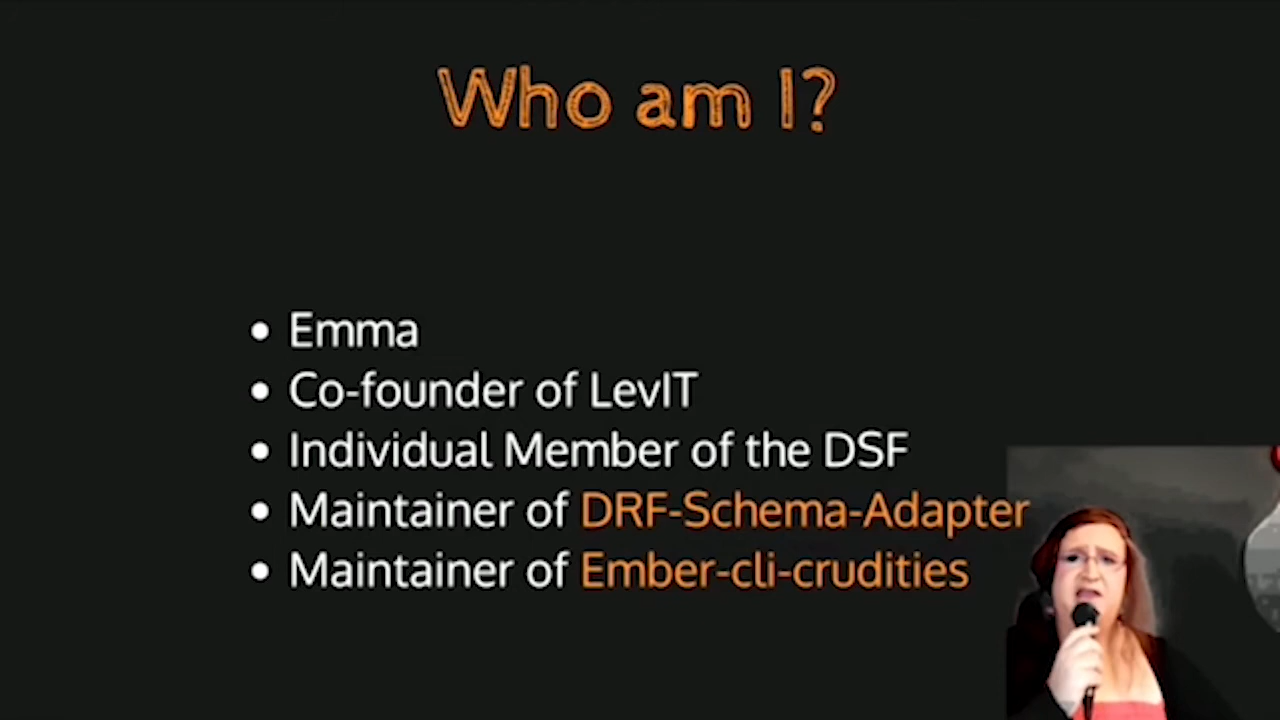 Who am I?
Emma
Co-founder of LevIT
Individual Member of the DSF
Maintainer of DRF-Schema-Adapter
Maintainer of Ember-cli-crudities